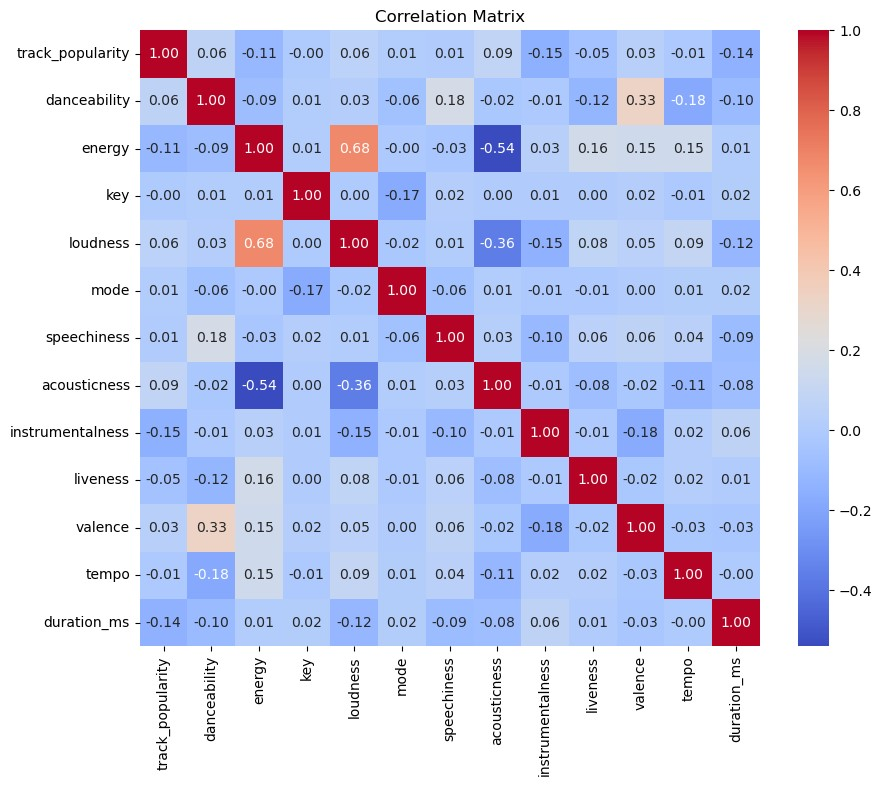 Correlation Matrix
track_popularity 1.00 0.06 -0.11 -0.00 0.06 0.01 0.01 0.09 -0.15 -0.05 0.03 -0.01 -0.14
danceability 0.06 1.00 -0.09 0.01 0.03 -0.06 0.18 -0.02 -0.01 -0.12 0.33 -0.18 -0.10
energy -0.11 -0.09 1.00 0.01 0.68 -0.00 -0.03 -0.54 0.03 0.16 0.15 0.15 0.01
key -0.00 0.01 0.01 1.00 0.00 -0.17 0.02 0.00 0.01 0.00 0.02 -0.01 0.02
loudness 0.06 0.03 0.68 0.00 1.00 -0.02 0.01 -0.36 -0.15 0.08 0.05 0.09 -0.12
mode 0.01 -0.06 -0.00 -0.17 -0.02 1.00 -0.06 0.01 -0.01 -0.01 0.00 0.01 0.02
speechiness 0.01 0.18 -0.03 0.02 0.01 -0.06 1.00 0.03 -0.10 0.06 0.06 0.04 -0.09
acousticness 0.09 -0.02 -0.54 0.00 -0.36 0.01 0.03 1.00 -0.01 -0.08 -0.02 -0.11 -0.08
instrumentalness -0.15 -0.01 0.03 0.01 -0.15 -0.01 -0.10 -0.01 1.00 -0.01 -0.18 0.02 0.06
liveness -0.05 -0.12 0.16 0.00 0.08 -0.01 0.06 -0.08 -0.01 1.00 -0.02 0.02 0.01
valence 0.03 0.33 0.15 0.02 0.05 0.00 0.06 -0.02 -0.18 -0.02 1.00 -0.03 -0.03
tempo -0.01 -0.18 0.15 -0.01 0.09 0.01 0.04 -0.11 0.02 0.02 -0.03 1.00 -0.00
duration_ms -0.14 -0.10 0.01 0.02 -0.12 0.02 -0.09 -0.08 0.06 0.01 -0.03 -0.00 1.00
track_popularity
danceability
energy
key
loudness
mode
speechiness
acousticness
instrumentalness
liveness
valence
tempo
duration_ms
1.0
0.8
0.6
0.4
0.2
0.0
−0.2
−0.4